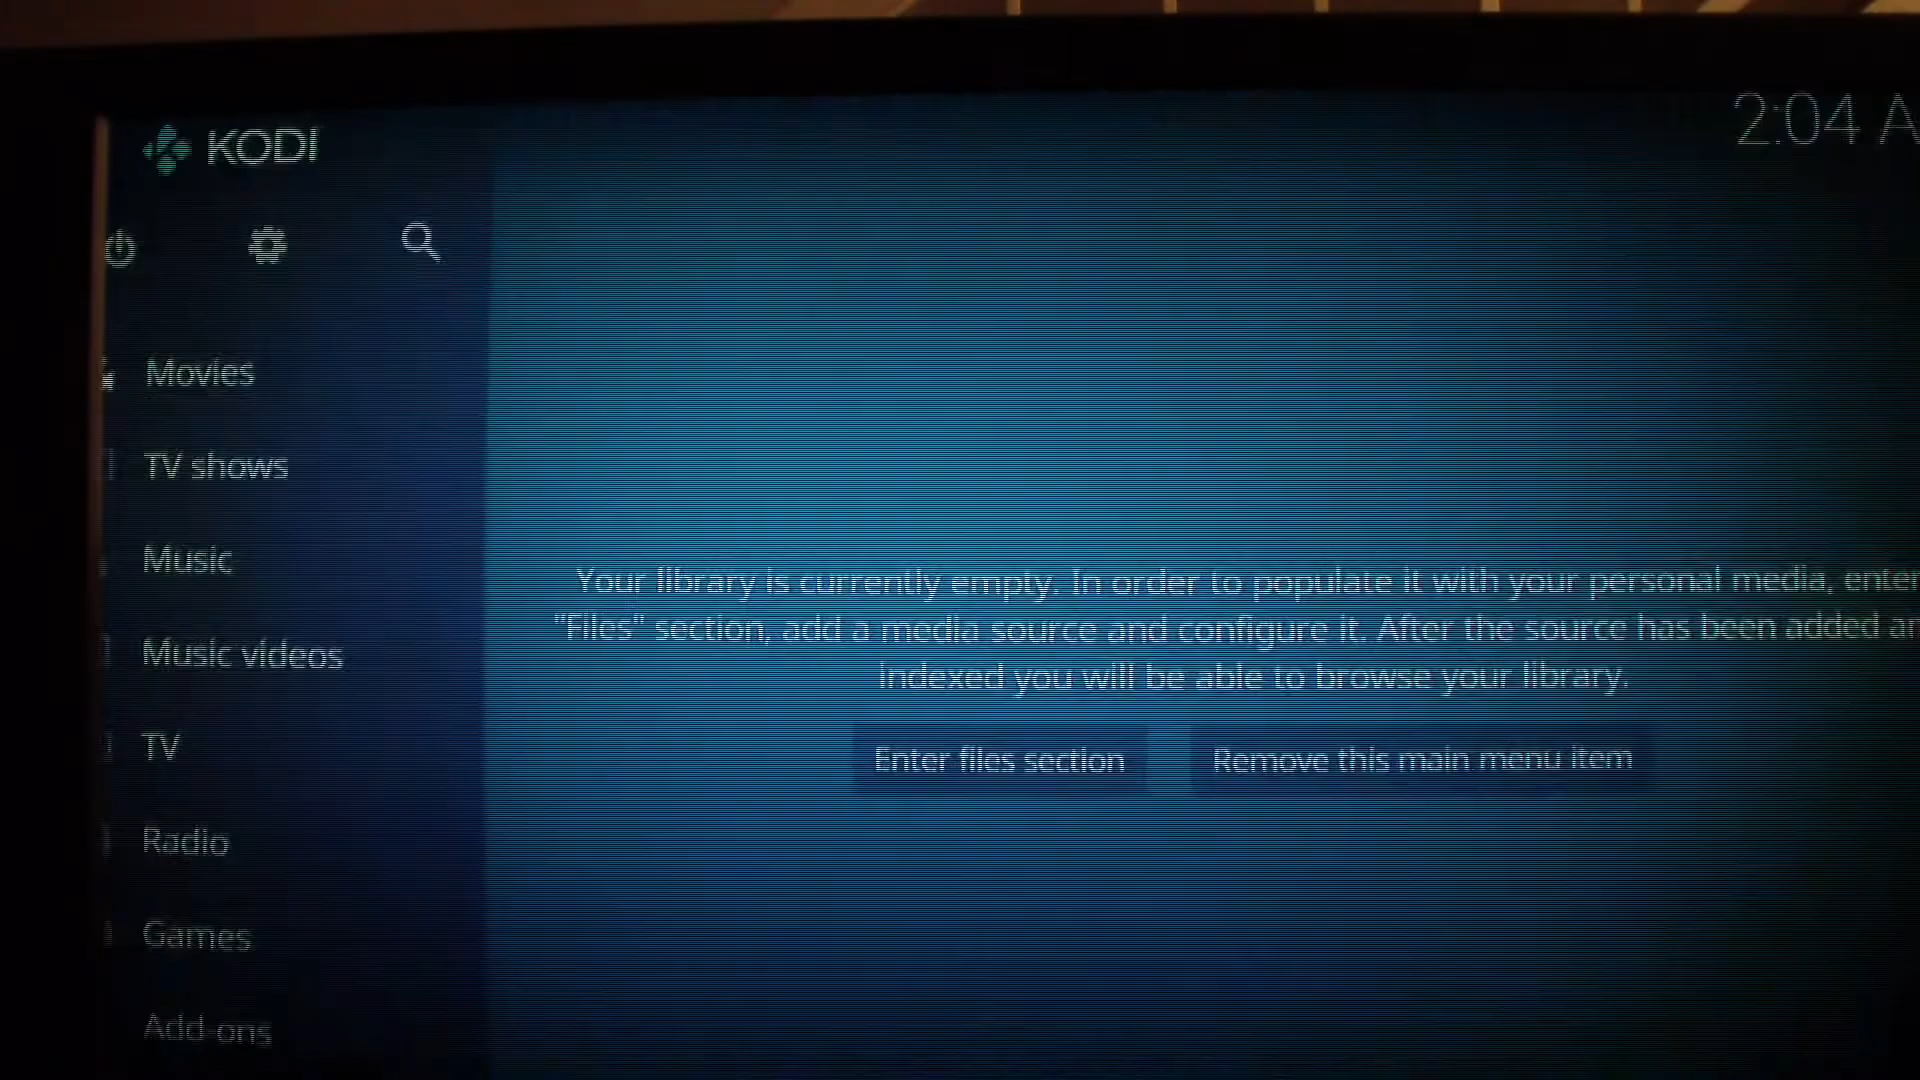 KODI
2:04 A
Movies
TV shows
Music
Music videos
TV
Radio
Games
Add-ons
Your library is currently empty. In order to populate it with your personal media, enter
"Files" section, add a media source and configure it. After the source has been added an
indexed you will be able to browse your library.
Enter files section
Remove this main menu item